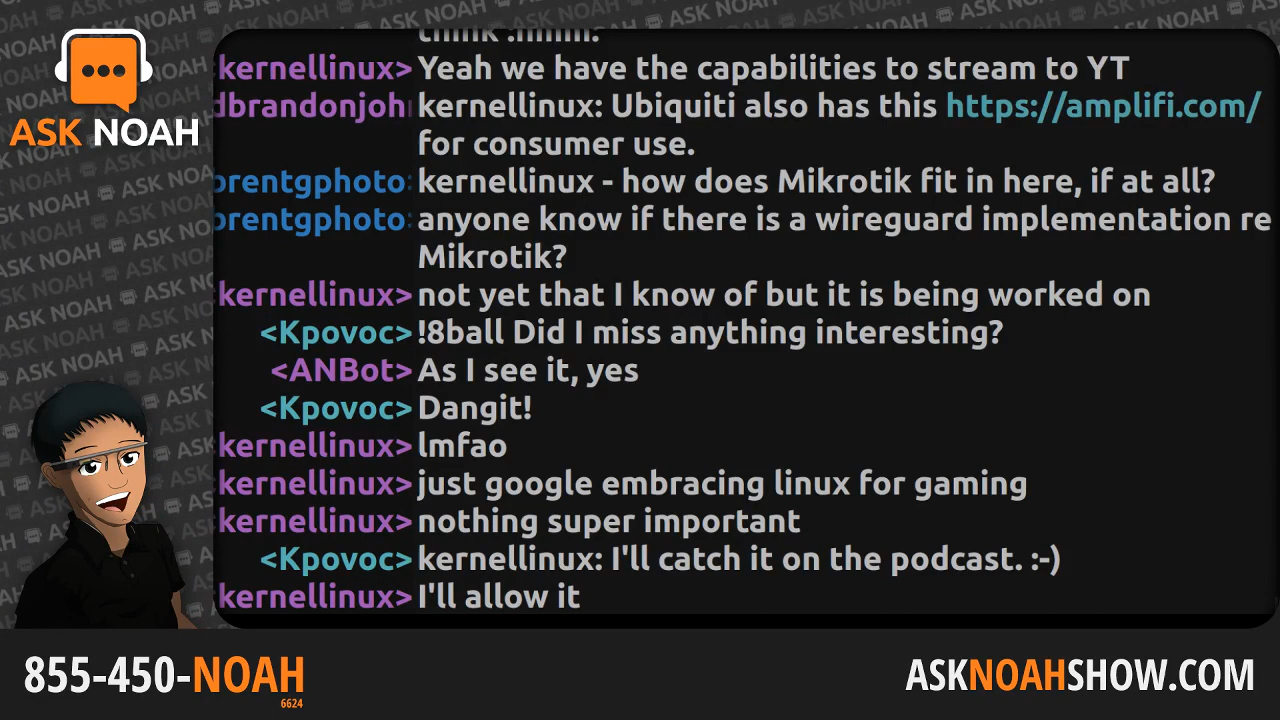 ASK NOAH
think :hmm:
kernellinux> Yeah we have the capabilities to stream to YT
dbrandonjohn kernellinux: Ubiquiti also has this https://amplifi.com/
for consumer use.
brentgphoto: kernellinux - how does Mikrotik fit in here, if at all?
brentgphoto: anyone know if there is a wireguard implementation re
Mikrotik?
kernellinux> not yet that I know of but it is being worked on
<Kpovoc> !8ball Did I miss anything interesting?
<ANBot> As I see it, yes
<Kpovoc> Dangit!
kernellinux> lmfao
kernellinux> just google embracing linux for gaming
kernellinux> nothing super important
<Kpovoc> kernellinux: I'll catch it on the podcast. :-)
kernellinux> I'll allow it
855-450-NOAH
6624
ASKNOAHSHOW.COM